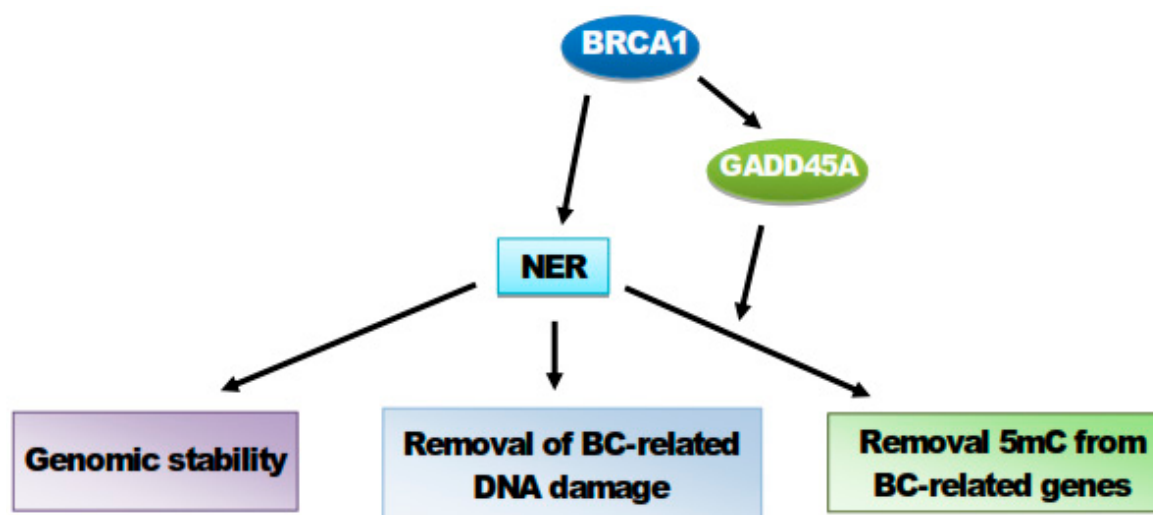 BRCA1
GADD45A
NER
Genomic stability
Removal of BC-related
DNA damage
Removal 5mC from
BC-related genes